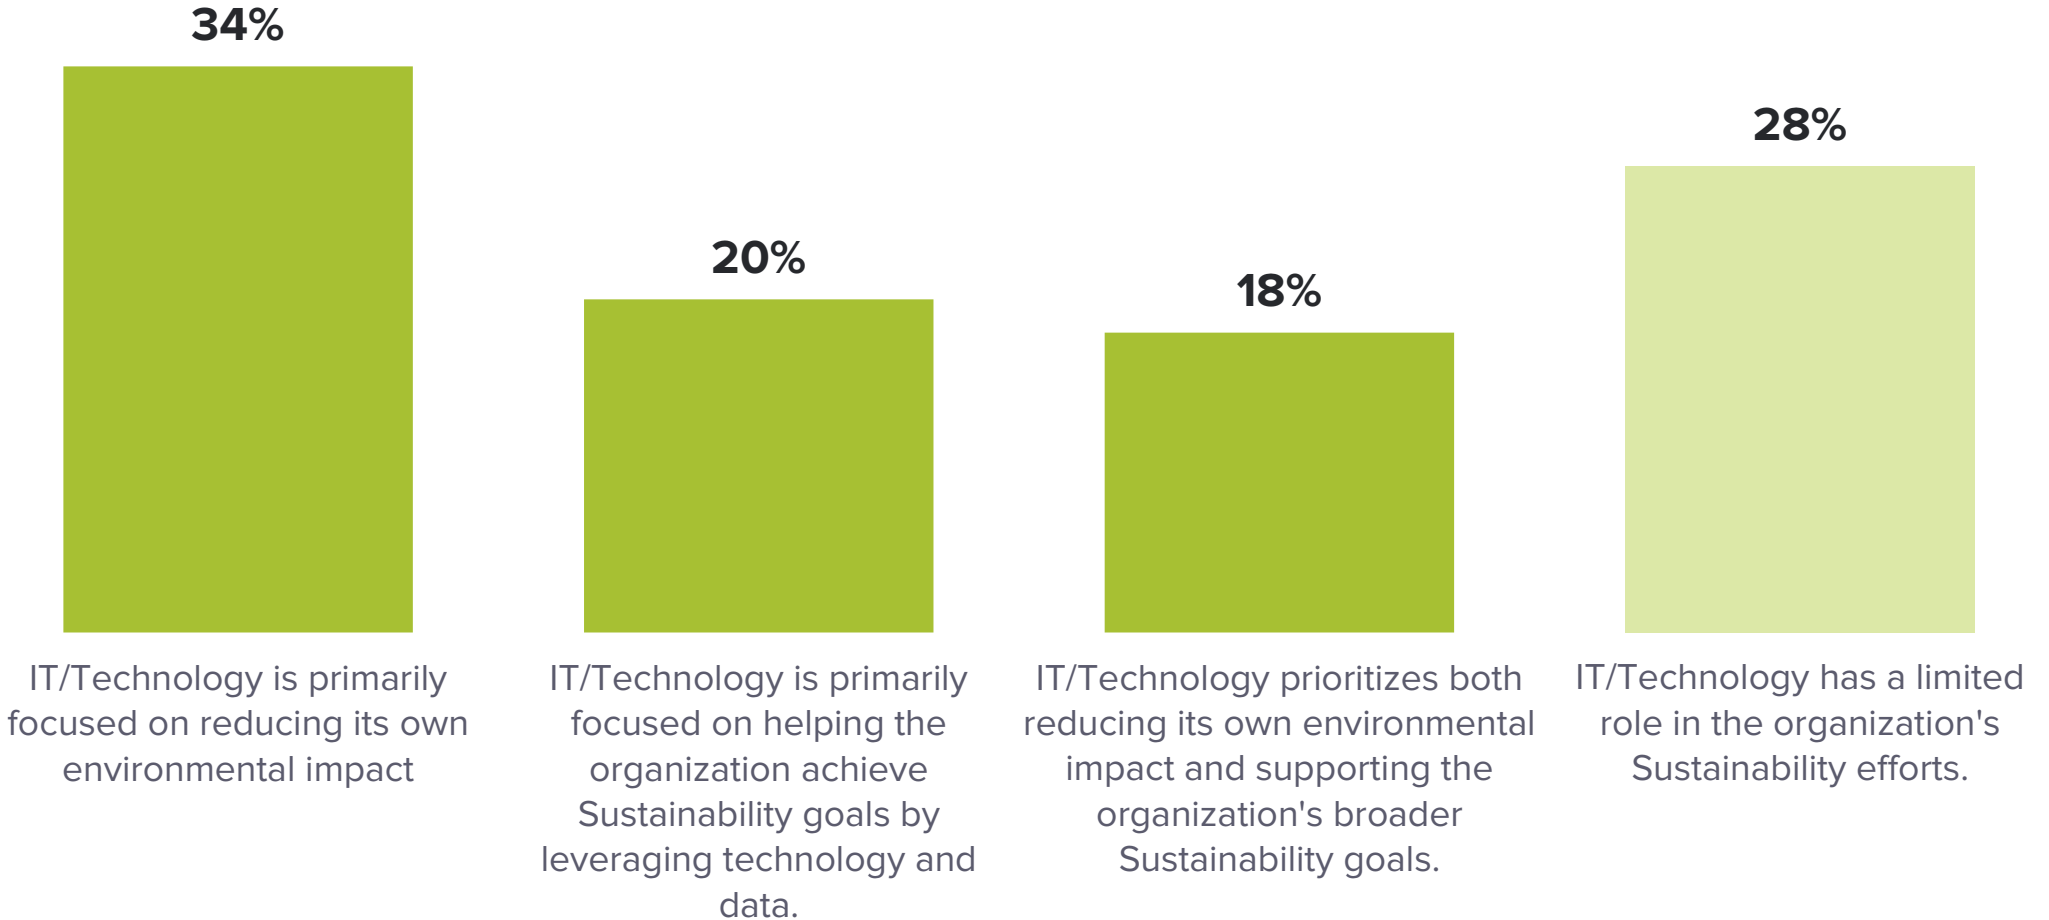 34%
IT/Technology is primarily
focused on reducing its own
environmental impact
20%
IT/Technology is primarily
focused on helping the
organization achieve
Sustainability goals by
leveraging technology and
data.
18%
IT/Technology prioritizes both
reducing its own environmental
impact and supporting the
organization's broader
Sustainability goals.
28%
IT/Technology has a limited
role in the organization's
Sustainability efforts.